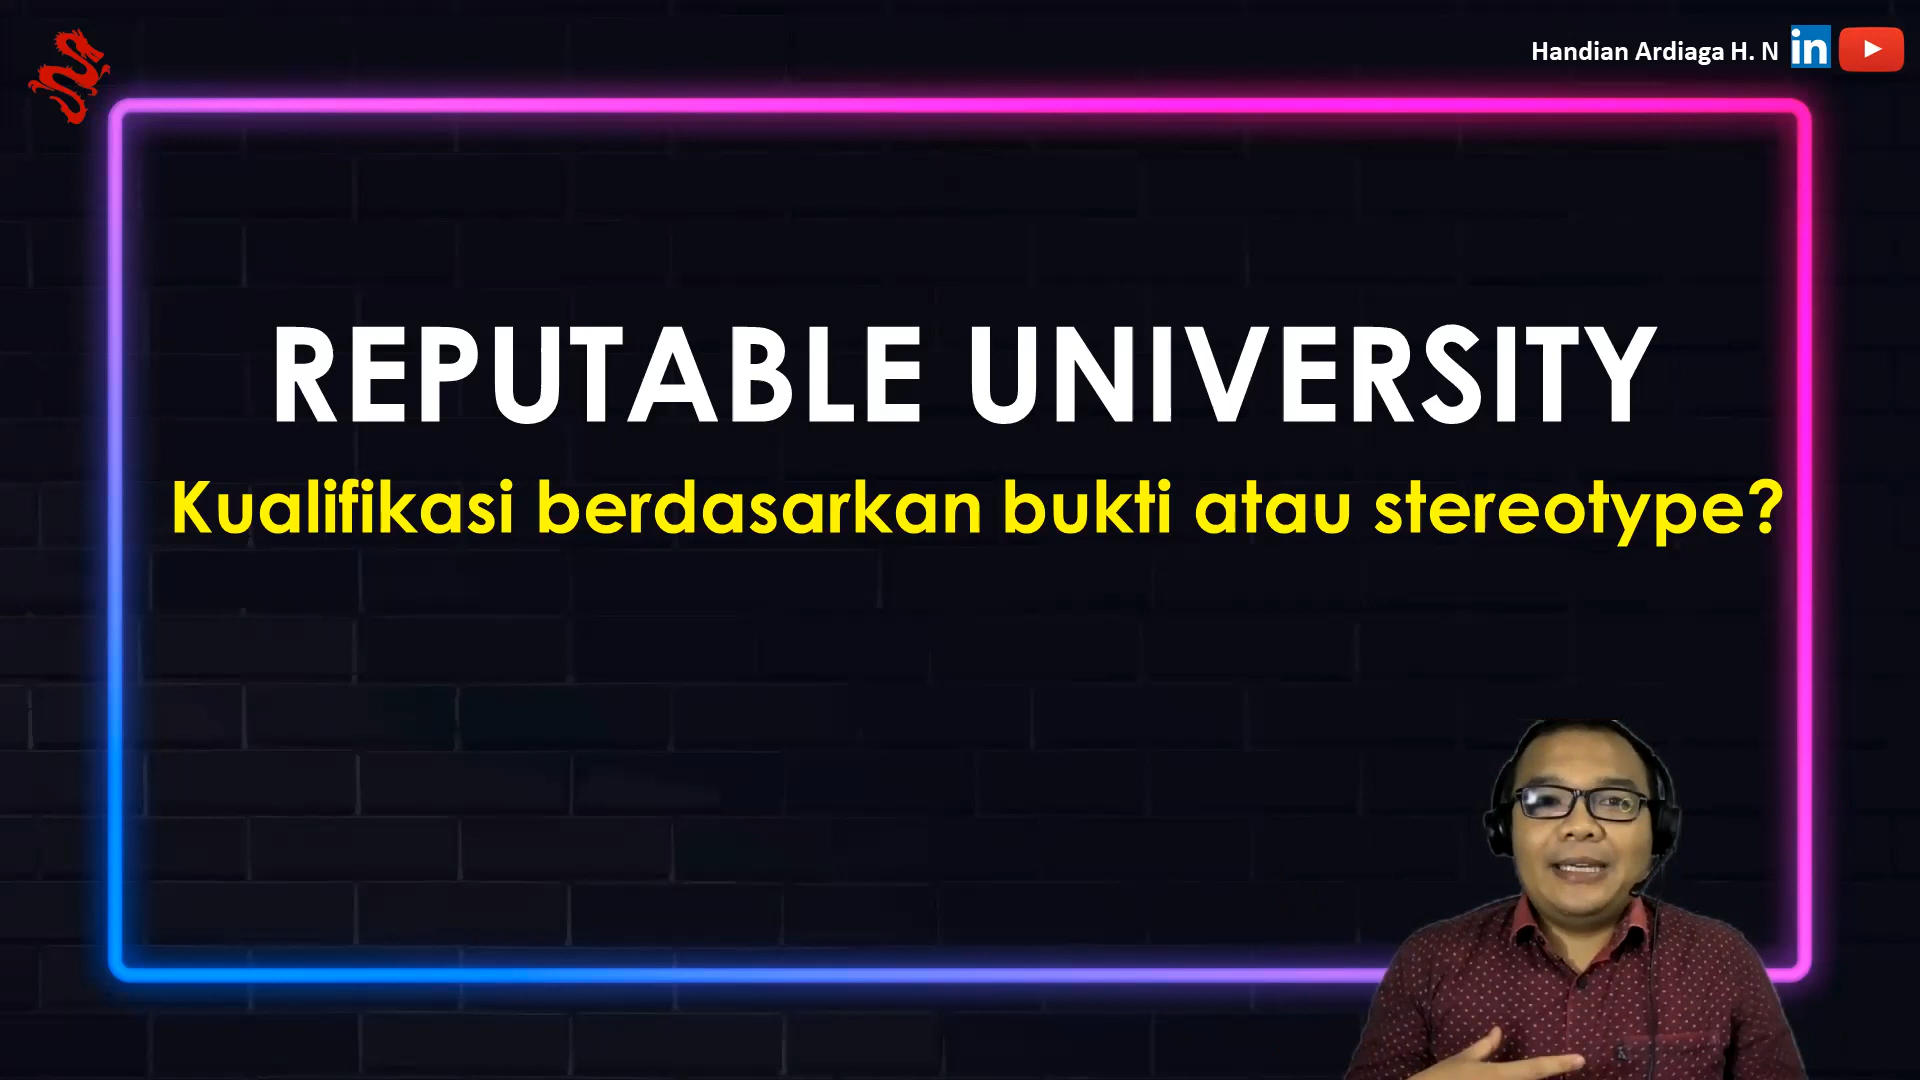 Handian Ardiaga H. N
REPUTABLE UNIVERSITY
Kualifikasi berdasarkan bukti atau stereotype?